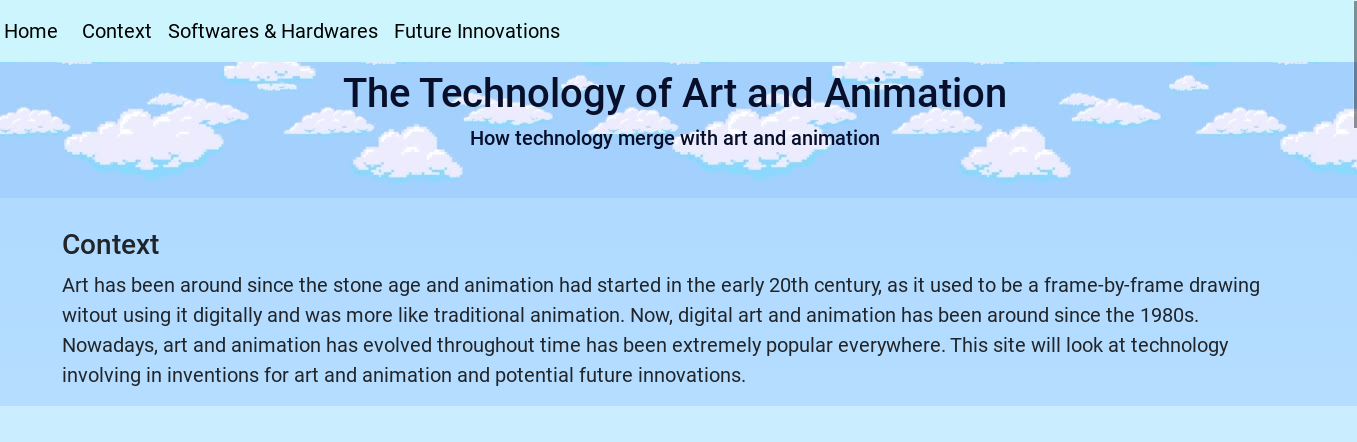 Home Context Softwares & Hardwares Future Innovations
The Technology of Art and Animation
How technology merge with art and animation
Context
Art has been around since the stone age and animation had started in the early 20th century, as it used to be a frame-by-frame drawing
witout using it digitally and was more like traditional animation. Now, digital art and animation has been around since the 1980s.
Nowadays, art and animation has evolved throughout time has been extremely popular everywhere. This site will look at technology
involving in inventions for art and animation and potential future innovations.